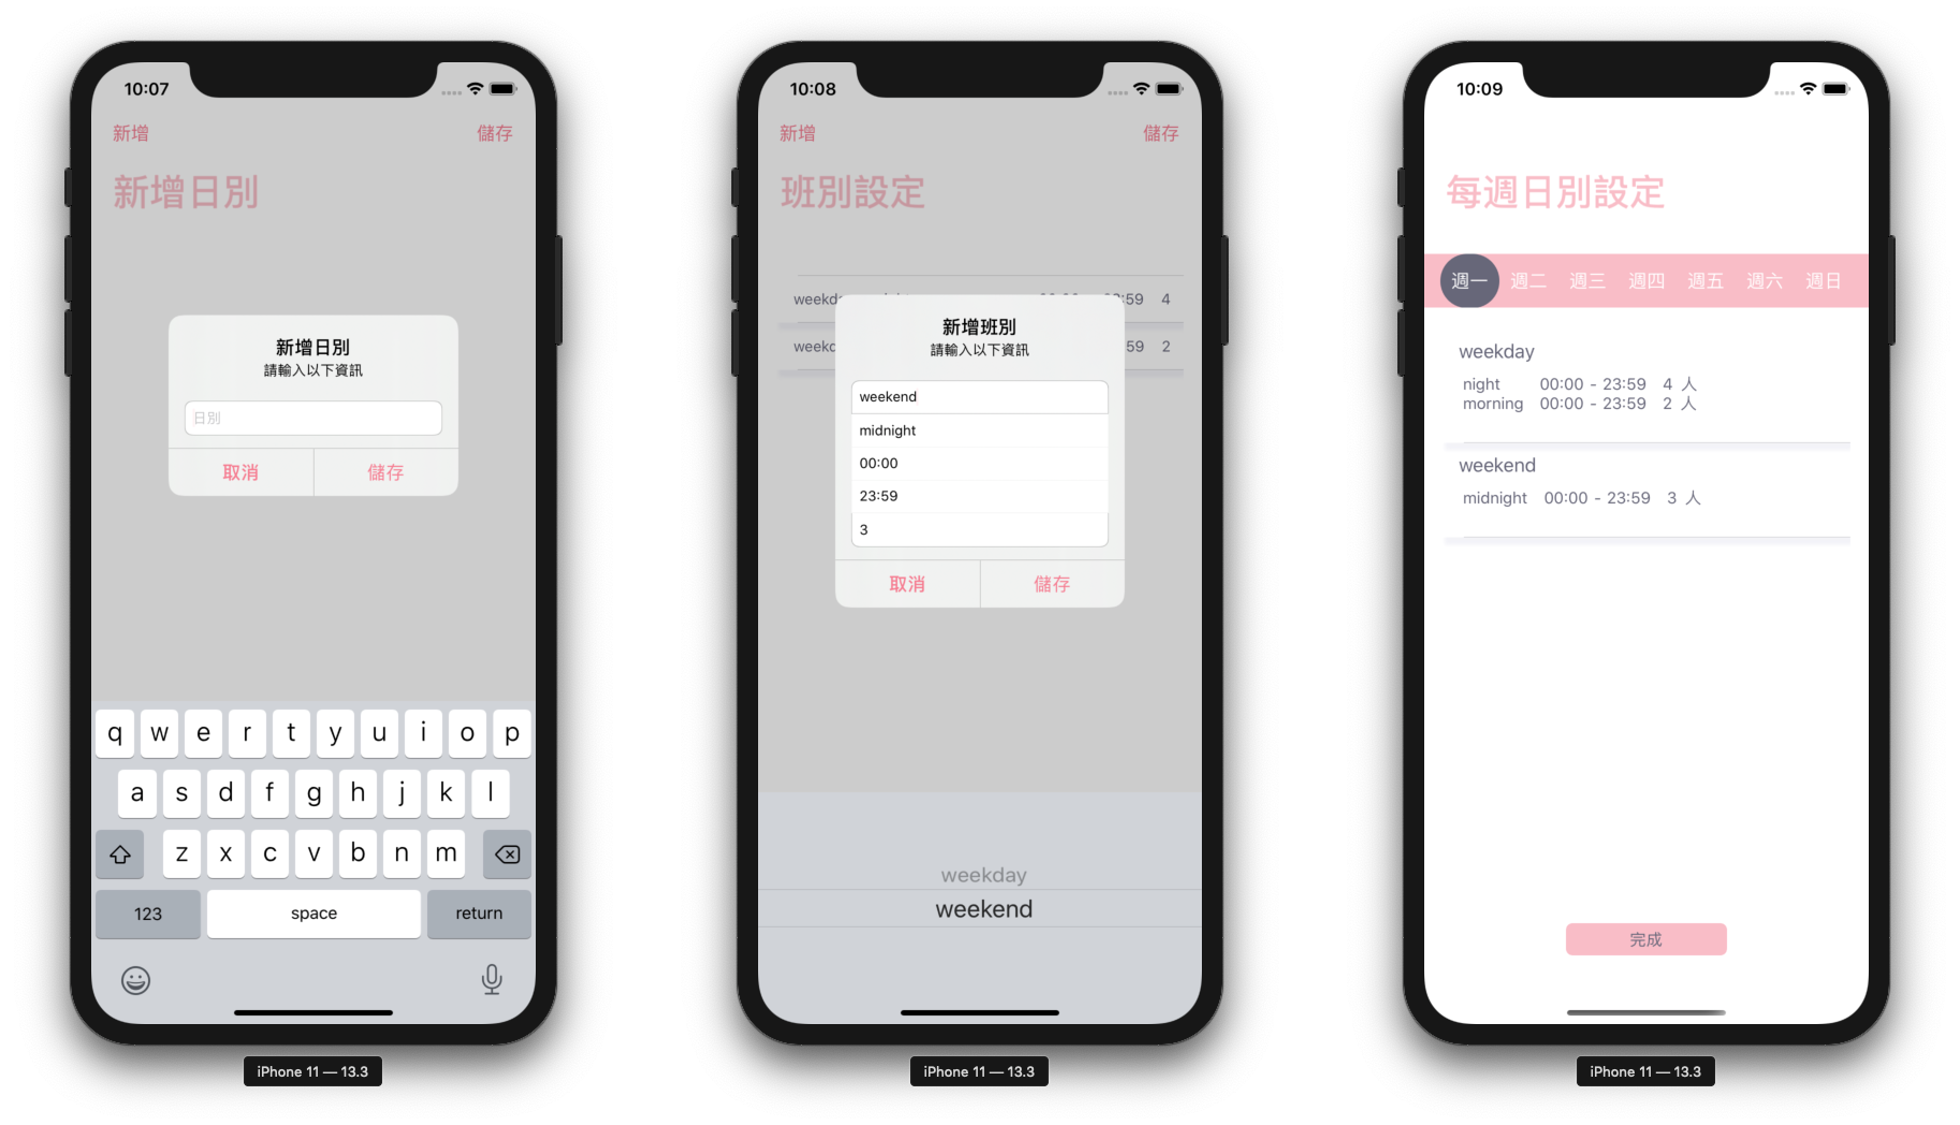 10:07
新增 儲存
新增日別
新增日別
請輸入以下資訊
日別
取消 儲存
q w e r t y u i o p
a s d f g h j k l
z x c v b n m
123 space return
iPhone 11 — 13.3
10:08
新增 儲存
班別設定
:59 4
59 2
新增班別
請輸入以下資訊
weekend
midnight
00:00
23:59
3
取消 儲存
weekday
weekend
iPhone 11 — 13.3
10:09
每週日別設定
週一 週二 週三 週四 週五 週六 週日
weekday
night 00:00 - 23:59 4 人
morning 00:00 - 23:59 2 人
weekend
midnight 00:00 - 23:59 3 人
完成
iPhone 11 — 13.3